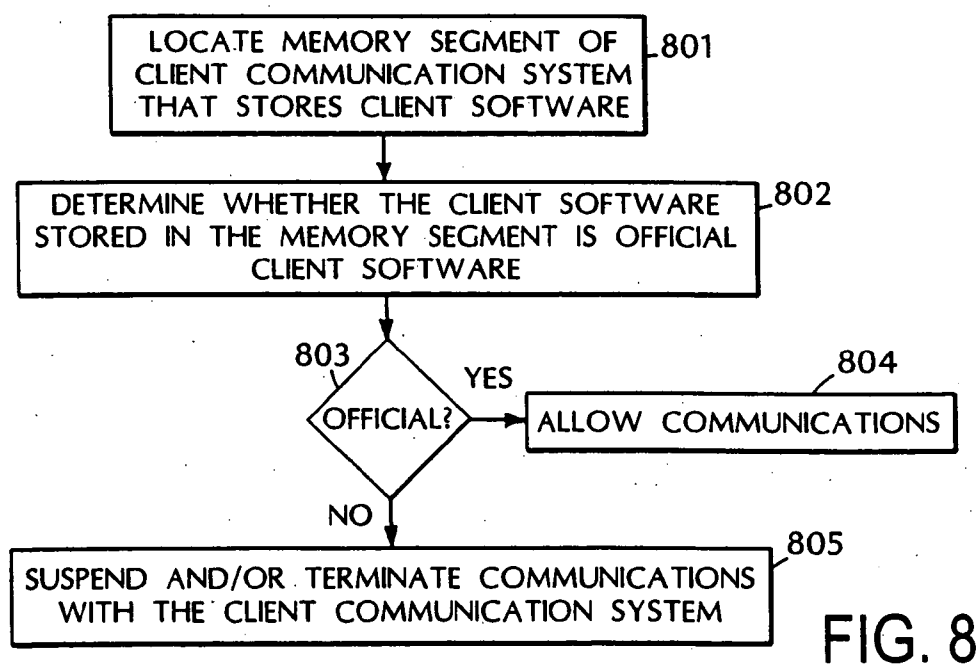 LOCATE MEMORY SEGMENT OF
CLIENT COMMUNICATION SYSTEM
THAT STORES CLIENT SOFTWARE
801
DETERMINE WHETHER THE CLIENT SOFTWARE
STORED IN THE MEMORY SEGMENT IS OFFICIAL
CLIENT SOFTWARE
802
803
OFFICIAL?
YES
804
ALLOW COMMUNICATIONS
NO
805
SUSPEND AND/OR TERMINATE COMMUNICATIONS
WITH THE CLIENT COMMUNICATION SYSTEM
FIG. 8